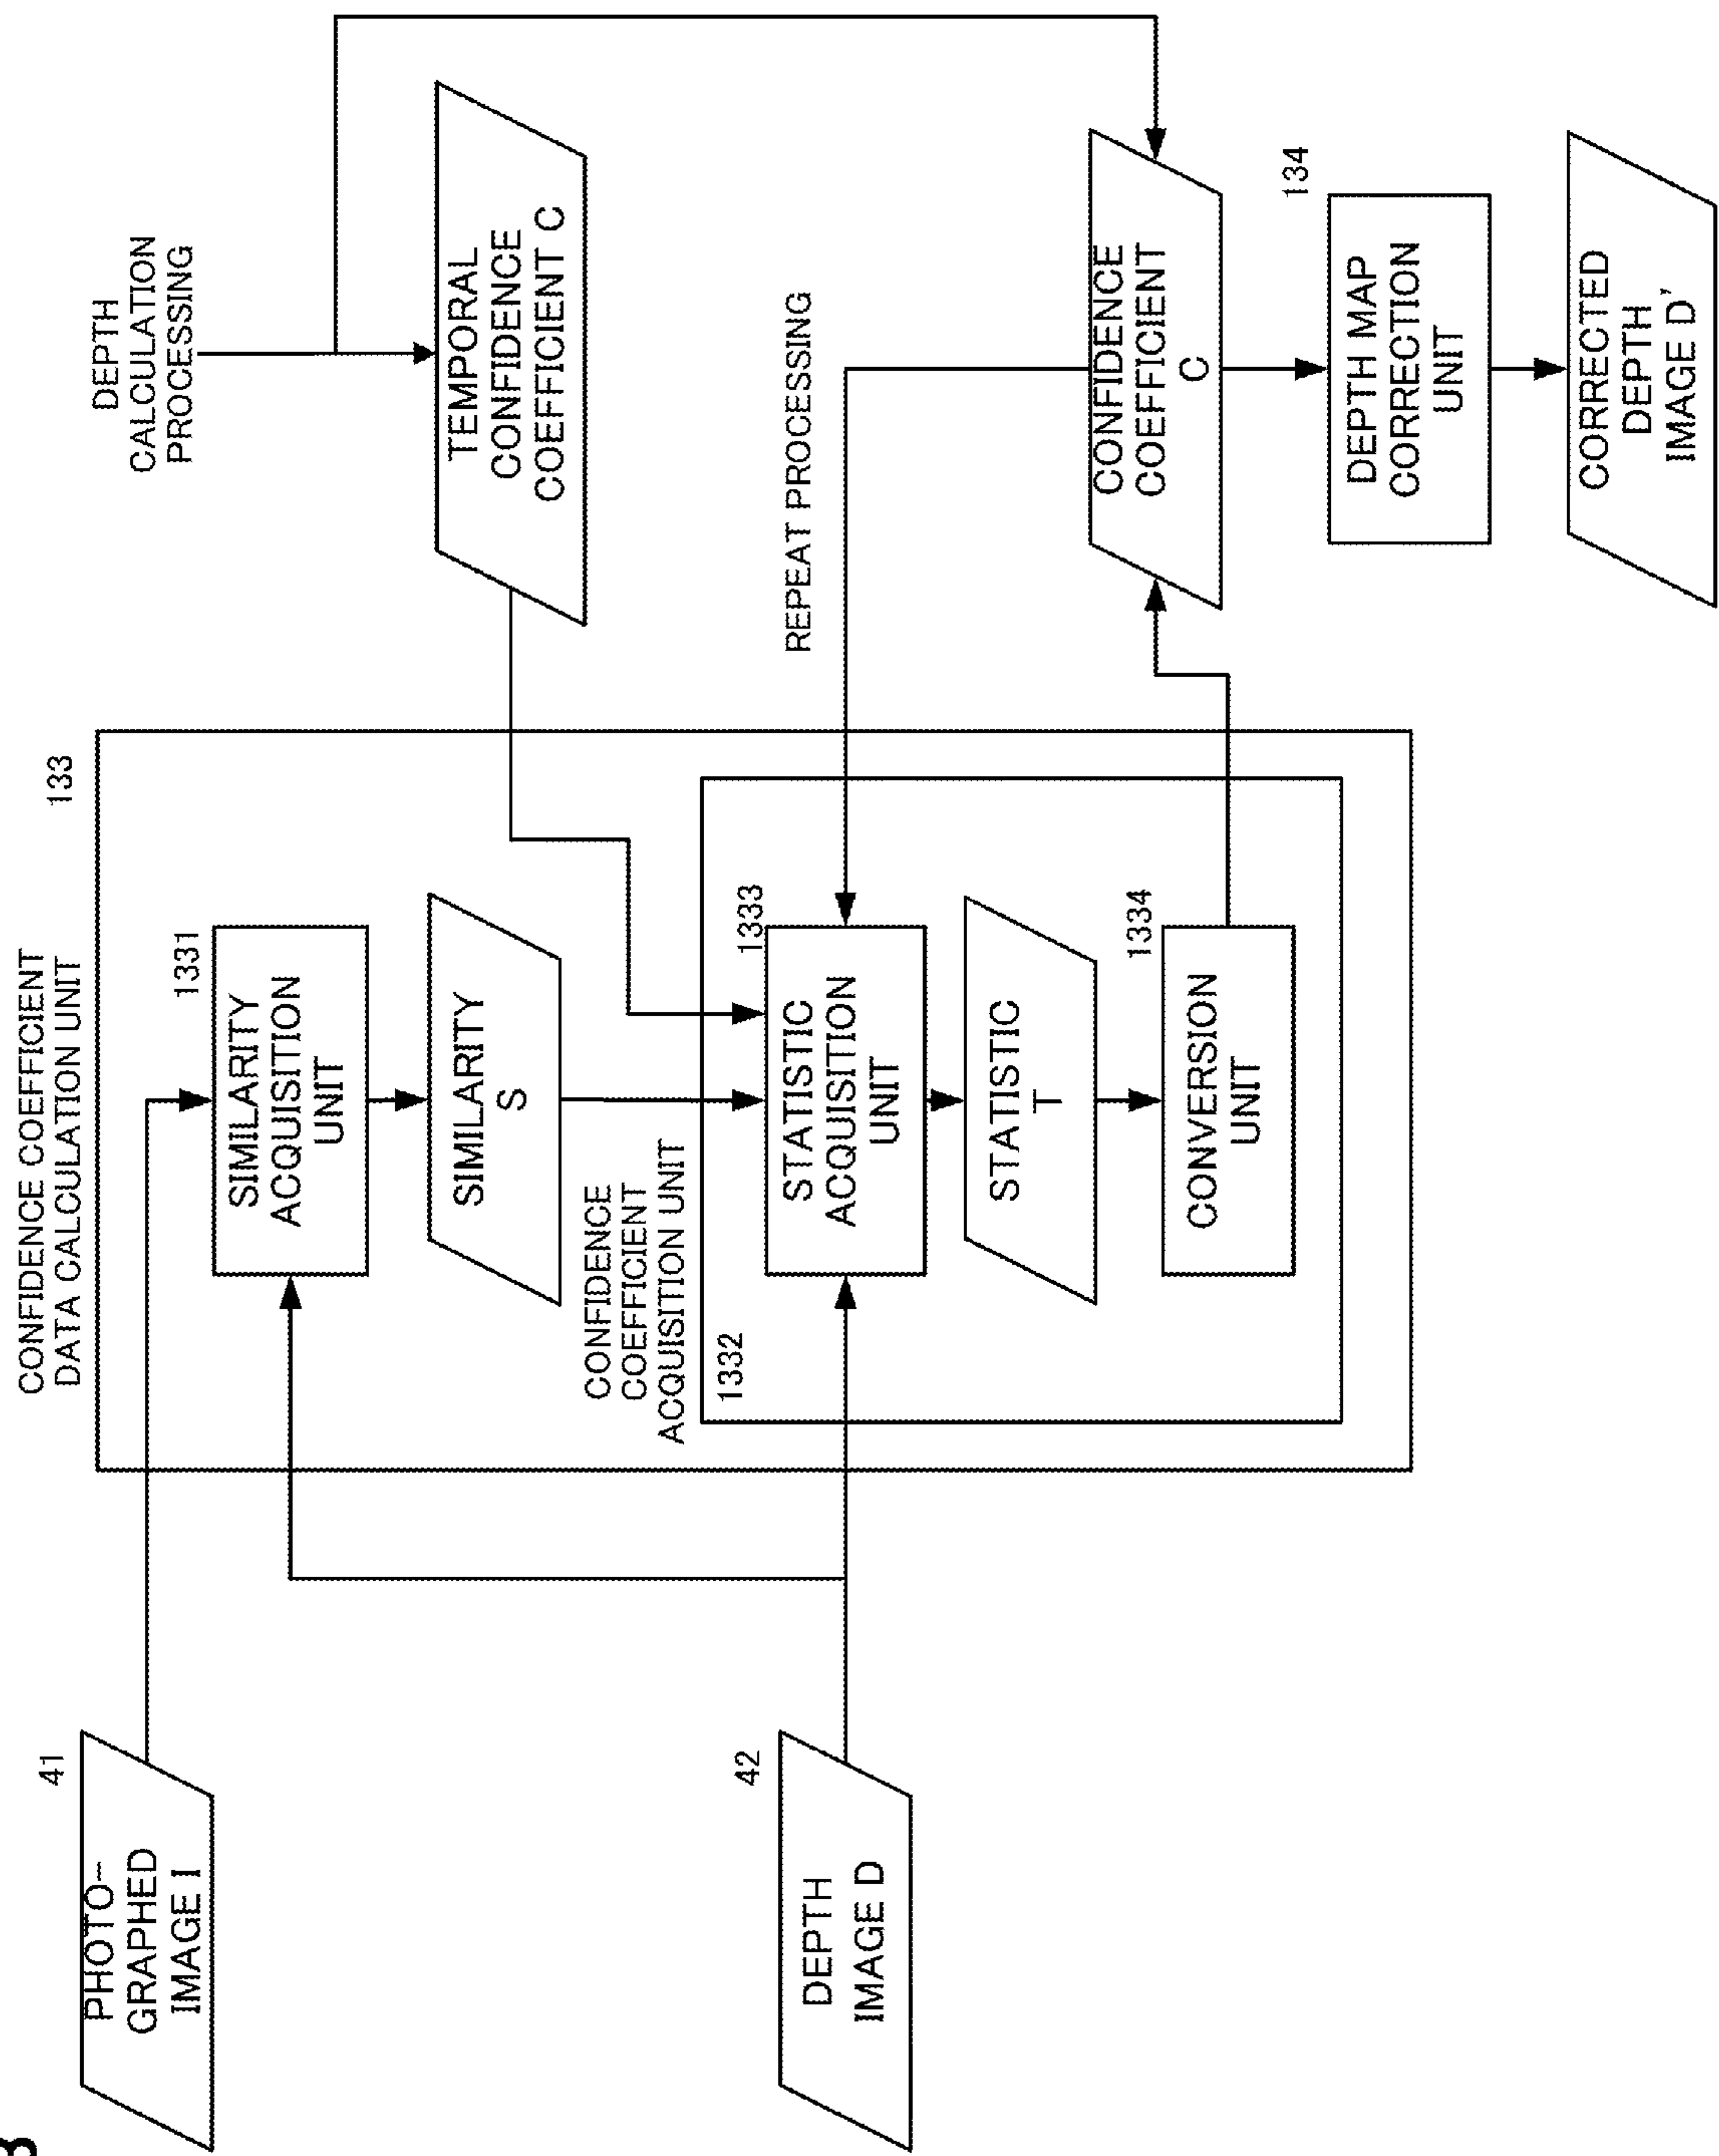 41
PHOTO-
GRAPHED
IMAGE I
42
DEPTH
IMAGE D
CONFIDENCE COEFFICIENT
DATA CALCULATION UNIT
133
1331
SIMILARITY
ACQUISITION
UNIT
SIMILARITY
S
CONFIDENCE
COEFFICIENT
ACQUISITION UNIT
1332
1333
STATISTIC
ACQUISITION
UNIT
STATISTIC
T
1334
CONVERSION
UNIT
DEPTH
CALCULATION
PROCESSING
TEMPORAL
CONFIDENCE
COEFFICIENT C
REPEAT PROCESSING
CONFIDENCE
COEFFICIENT
C
134
DEPTH MAP
CORRECTION
UNIT
CORRECTED
DEPTH
IMAGE D'